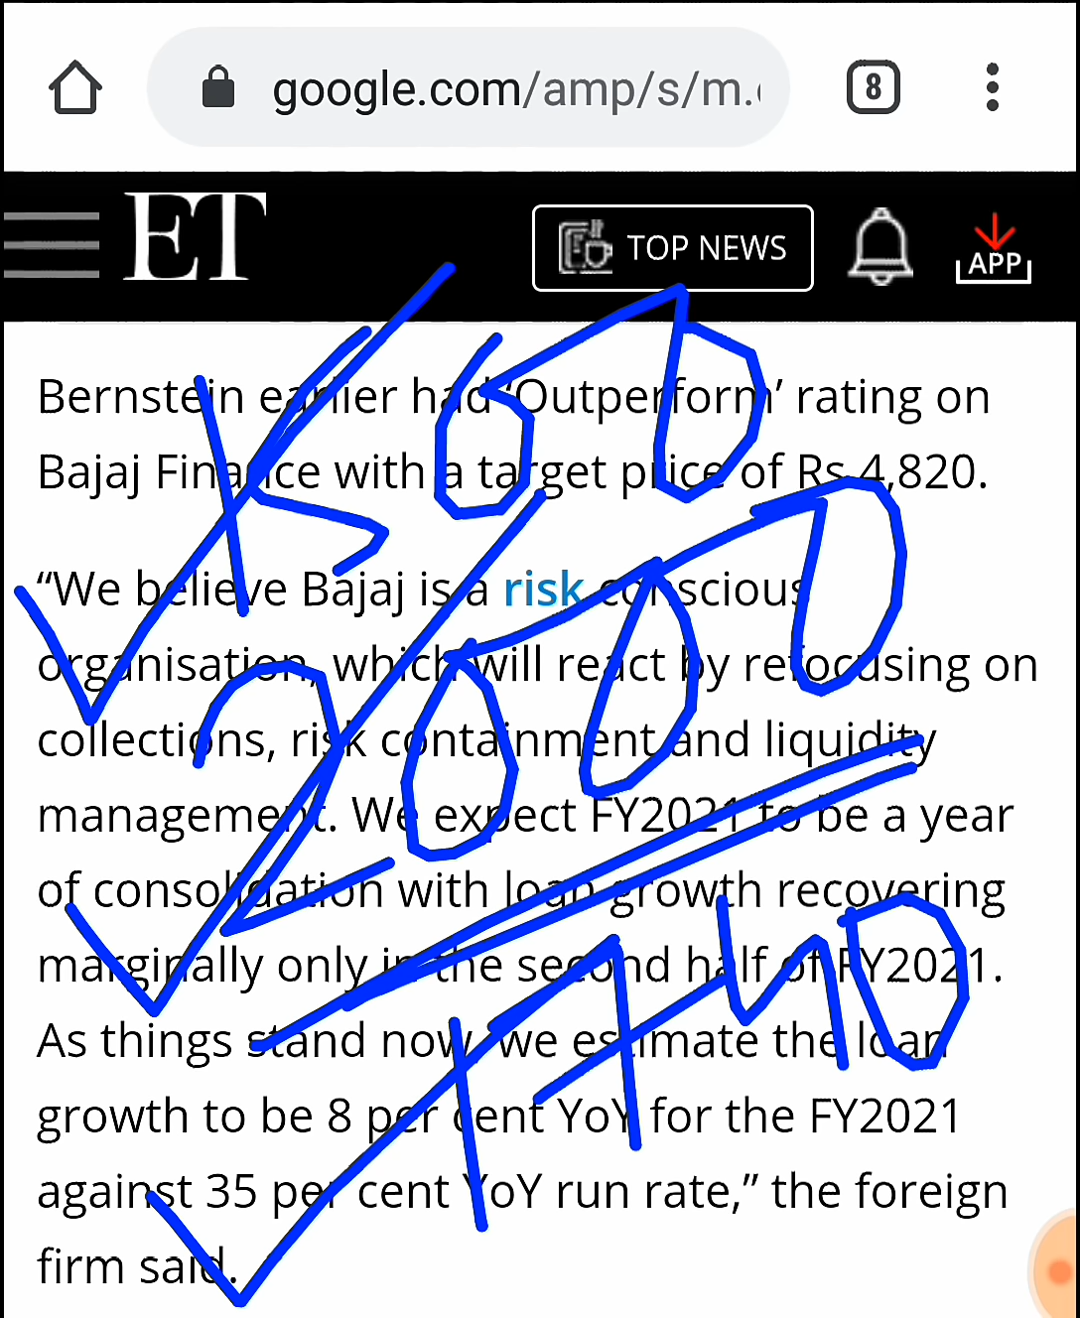 google.com/amp/s/m.
8
ET
TOP NEWS
APP
Bernstein earlier had 'Outperform' rating on
Bajaj Finance with a target price of Rs 4,820.
“We believe Bajaj is a risk conscious
organisation, which will react by refocusing on
collections, risk containment and liquidity
management. We expect FY2021 to be a year
of consolidation with loan growth recovering
marginally only in the second half of FY2021.
As things stand now, we estimate the loan
growth to be 8 per cent YoY for the FY2021
against 35 per cent YoY run rate,” the foreign
firm said.
2000
1740